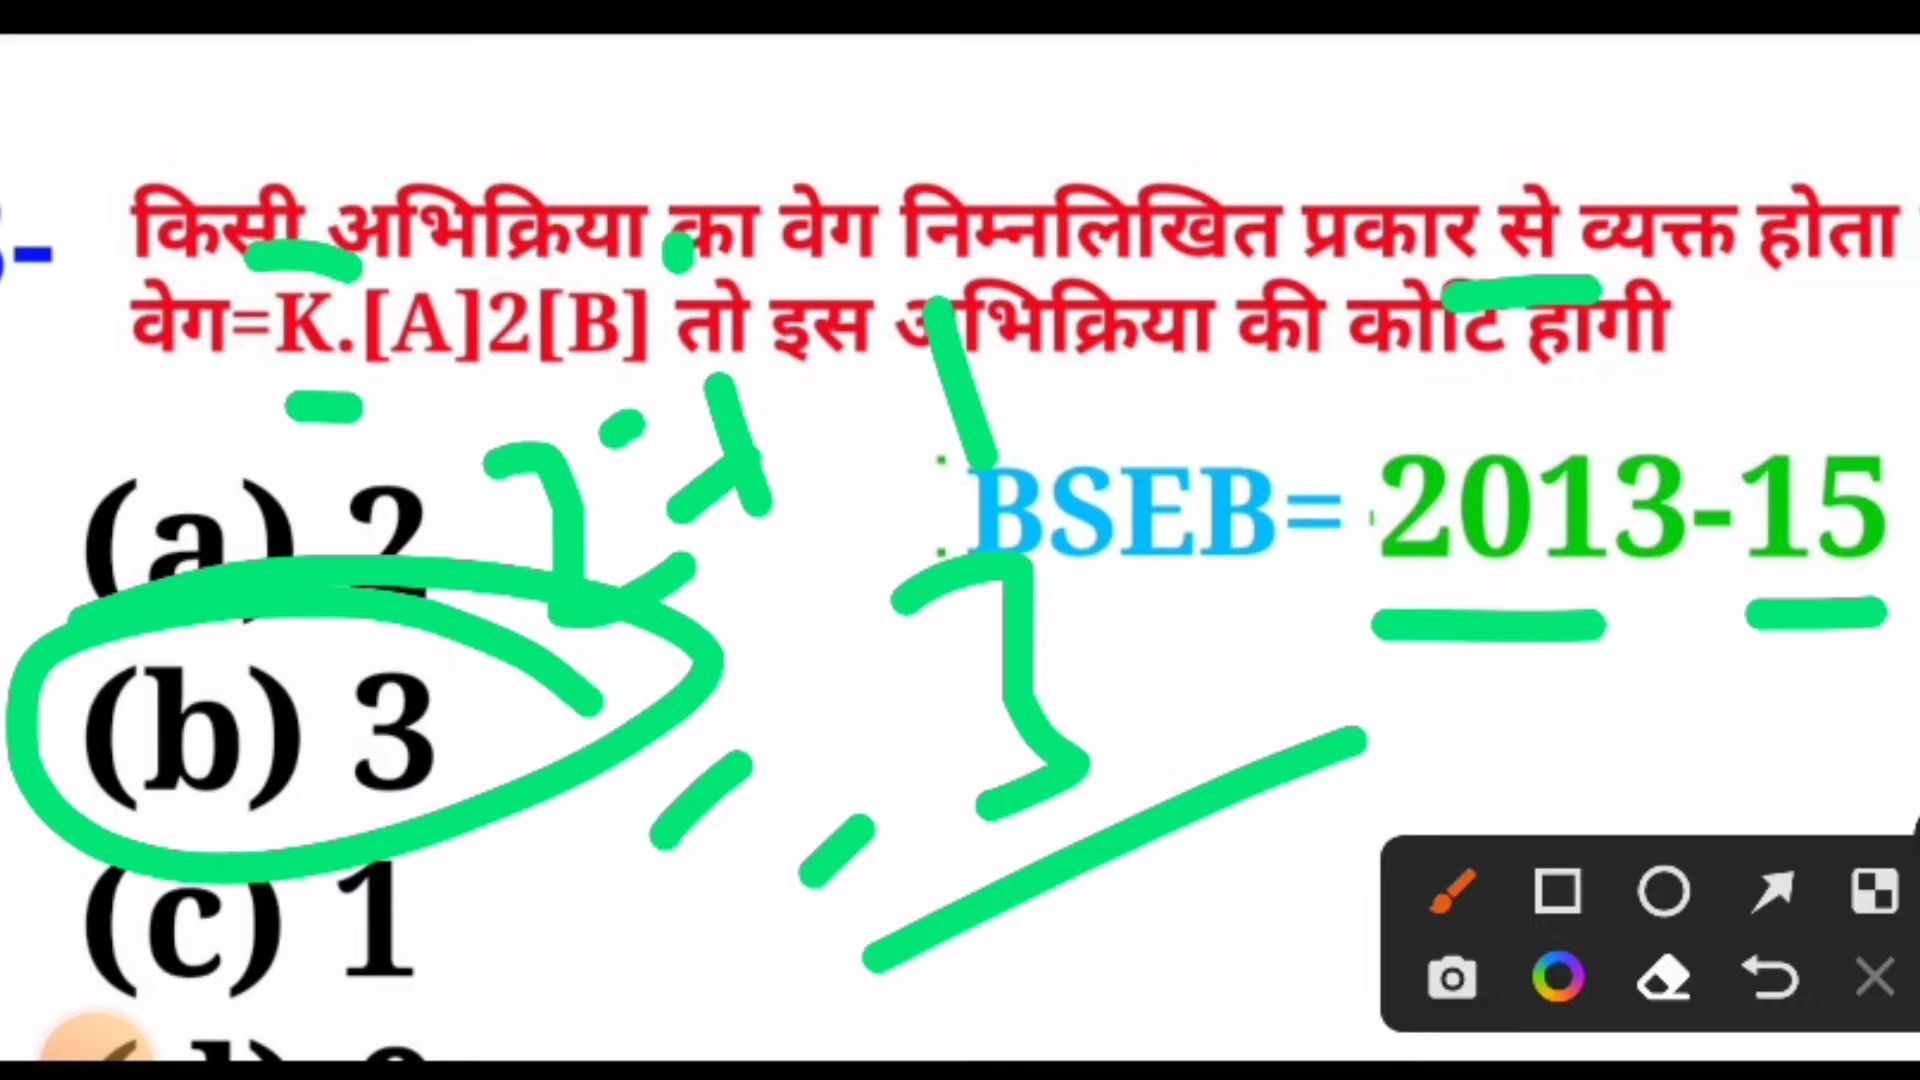 किसी अभिक्रिया का वेग निम्नलिखित प्रकार से व्यक्त होता
वेग=K.[A]2[B] तो इस अभिक्रिया की कोटि होगी
(a) 2
BSEB= 2013-15
(b) 3
(c) 1